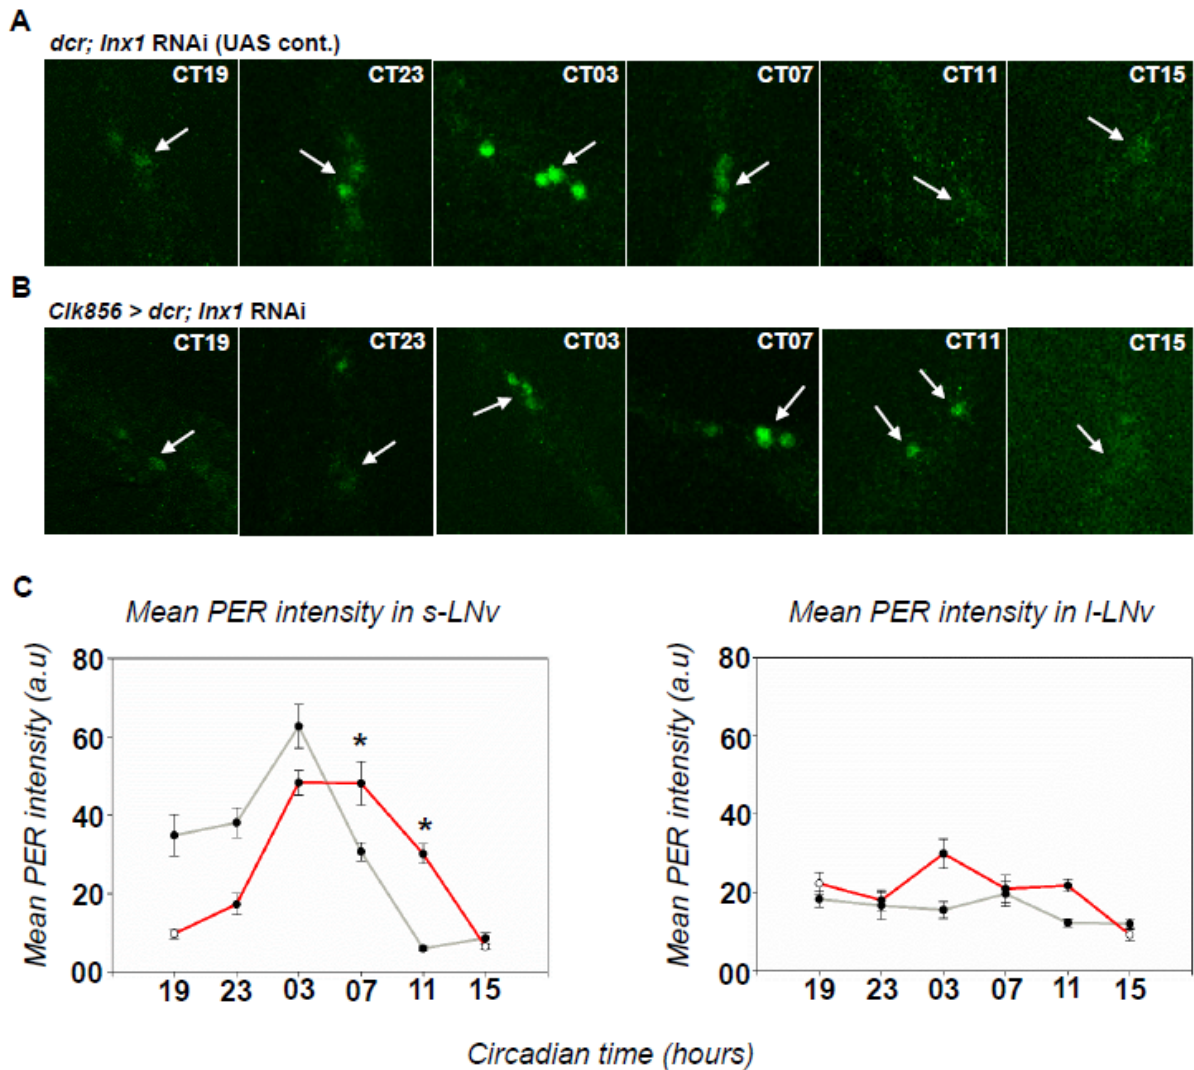 A
dcr; Inx1 RNAi (UAS cont.)
CT19 CT23 CT03 CT07 CT11 CT15
B
Clk856 > dcr; Inx1 RNAi
CT19 CT23 CT03 CT07 CT11 CT15
C
Mean PER intensity in s-LNv
Mean PER intensity (a.u)
80
60
40
20
00
19 23 03 07 11 15
* *
Mean PER intensity in l-LNv
Mean PER intensity (a.u)
80
60
40
20
00
19 23 03 07 11 15
Circadian time (hours)